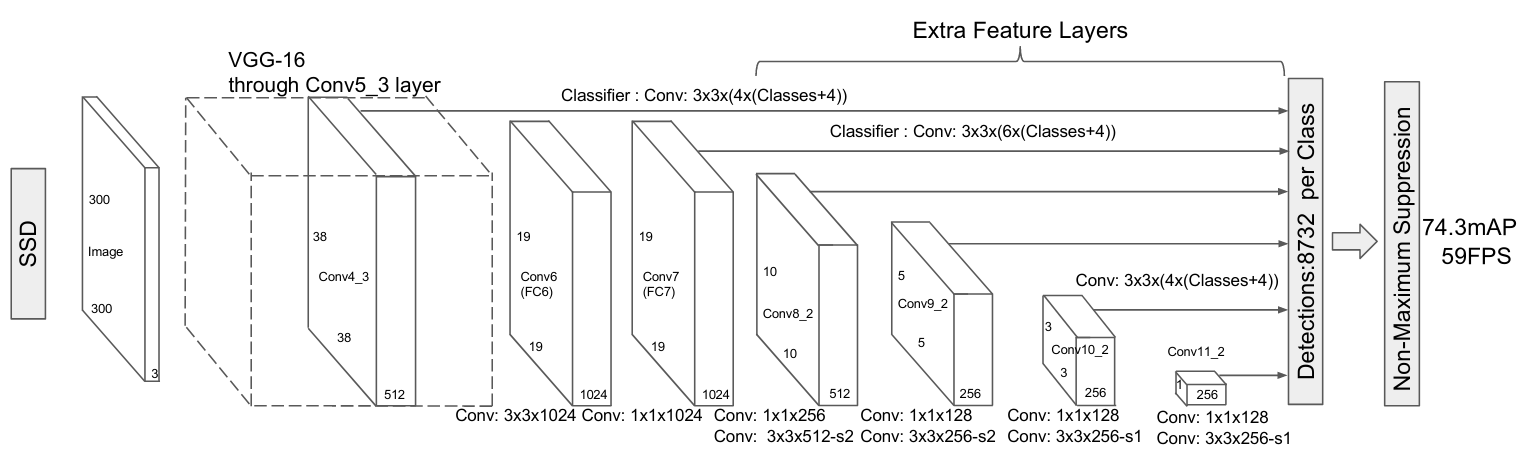 Extra Feature Layers
VGG-16
through Conv5_3 layer
Classifier : Conv: 3x3x(4x(Classes+4))
Classifier : Conv: 3x3x(6x(Classes+4))
SSD
300
Image
300
3
38
Conv4_3
38
512
19
Conv6
(FC6)
19
1024
19
Conv7
(FC7)
19
1024
10
Conv8_2
10
512
5
Conv9_2
5
256
Conv: 3x3x(4x(Classes+4))
3
Conv10_2
3
256
Conv11_2
1
256
Detections:8732 per Class
Non-Maximum Suppression
74.3mAP
59FPS
Conv: 3x3x1024
Conv: 1x1x1024
Conv: 1x1x256
Conv: 3x3x512-s2
Conv: 1x1x128
Conv: 3x3x256-s2
Conv: 1x1x128
Conv: 3x3x256-s1
Conv: 1x1x128
Conv: 3x3x256-s1